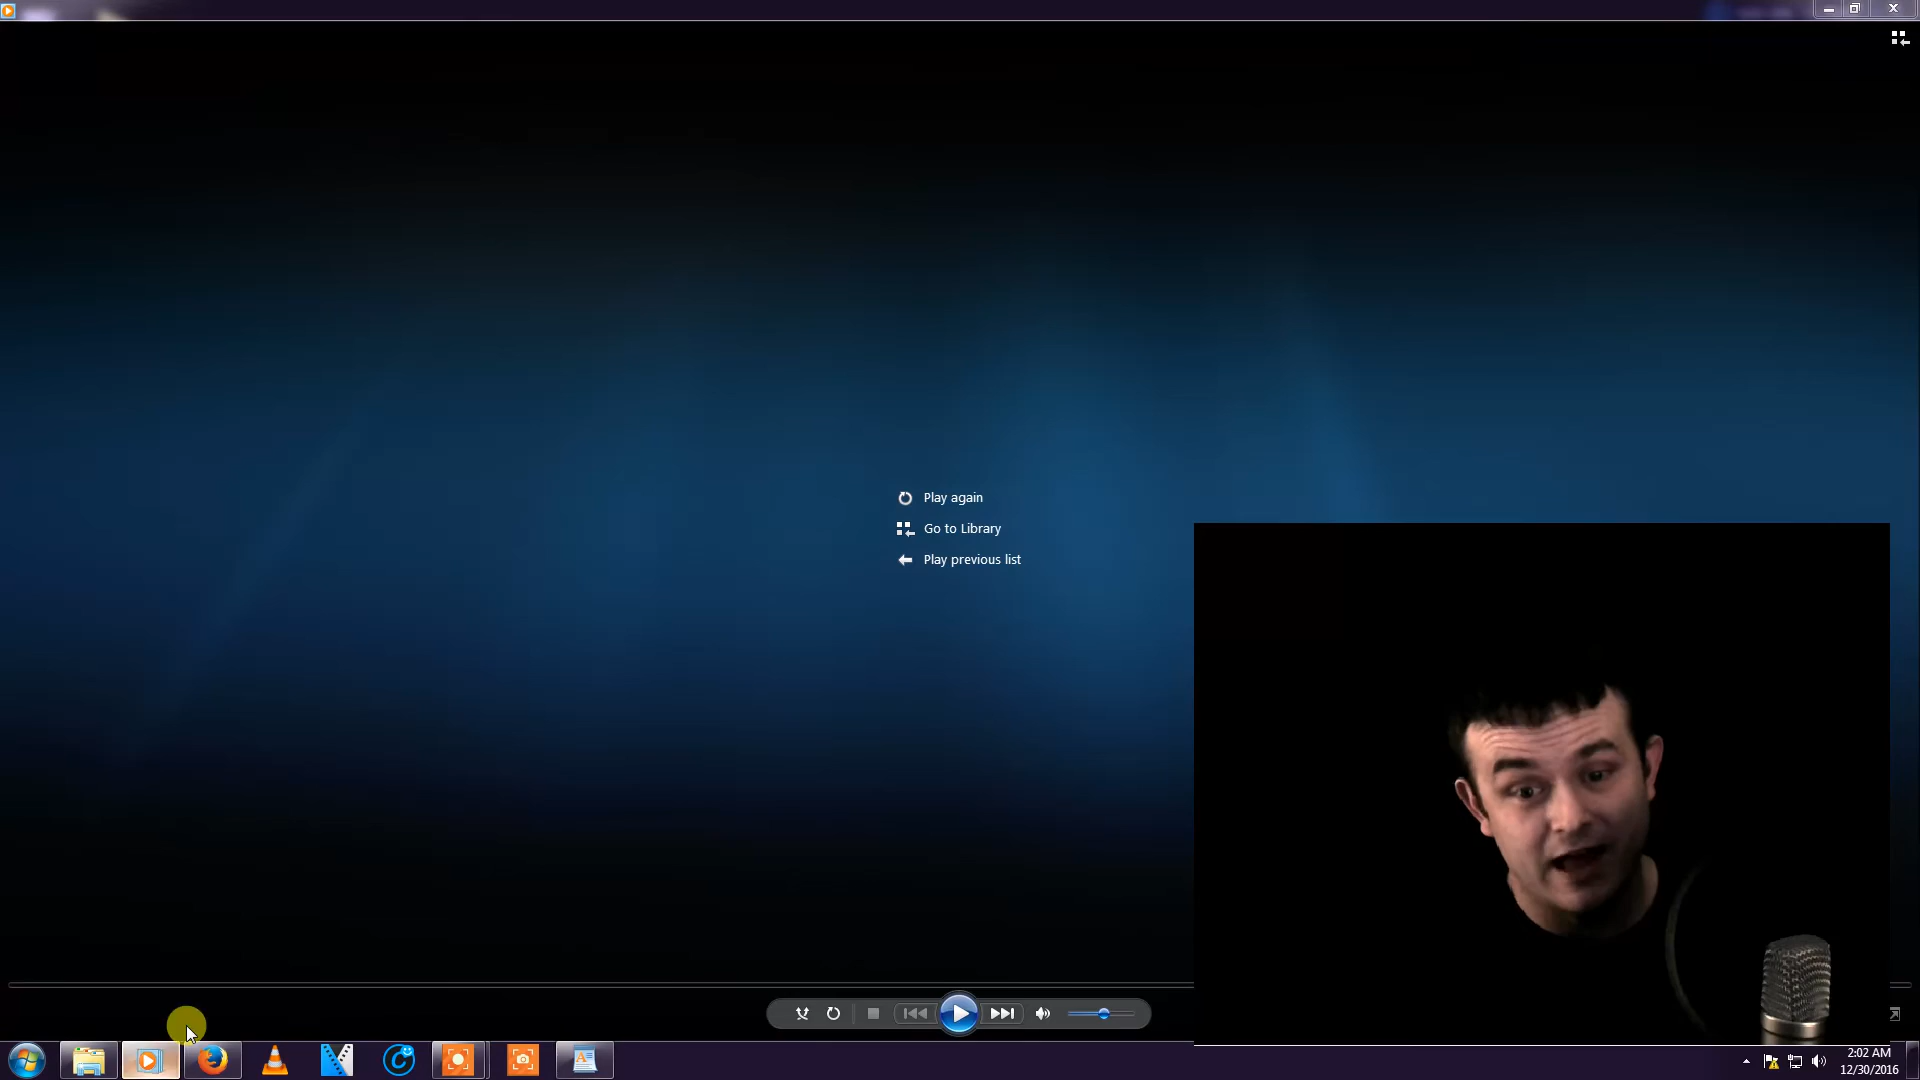 Play again
Go to Library
Play previous list
2:02 AM
12/30/2016